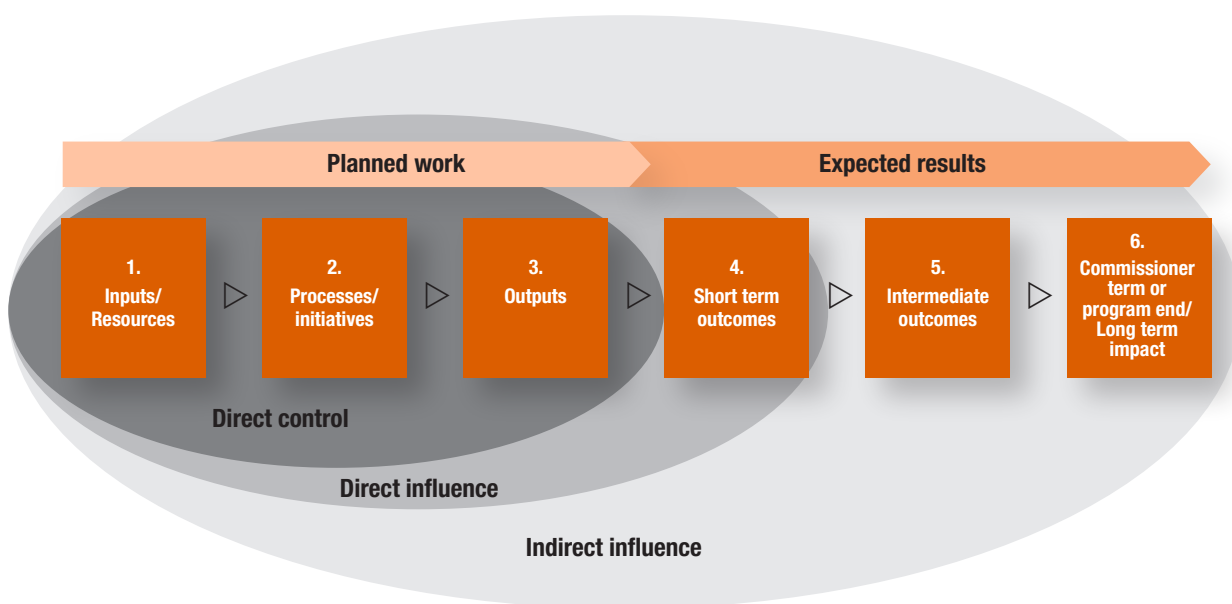 Planned work
Expected results
1.
Inputs/
Resources
2.
Processes/
initiatives
3.
Outputs
4.
Short term
outcomes
5.
Intermediate
outcomes
6.
Commissioner
term or
program end/
Long term
impact
Direct control
Direct influence
Indirect influence